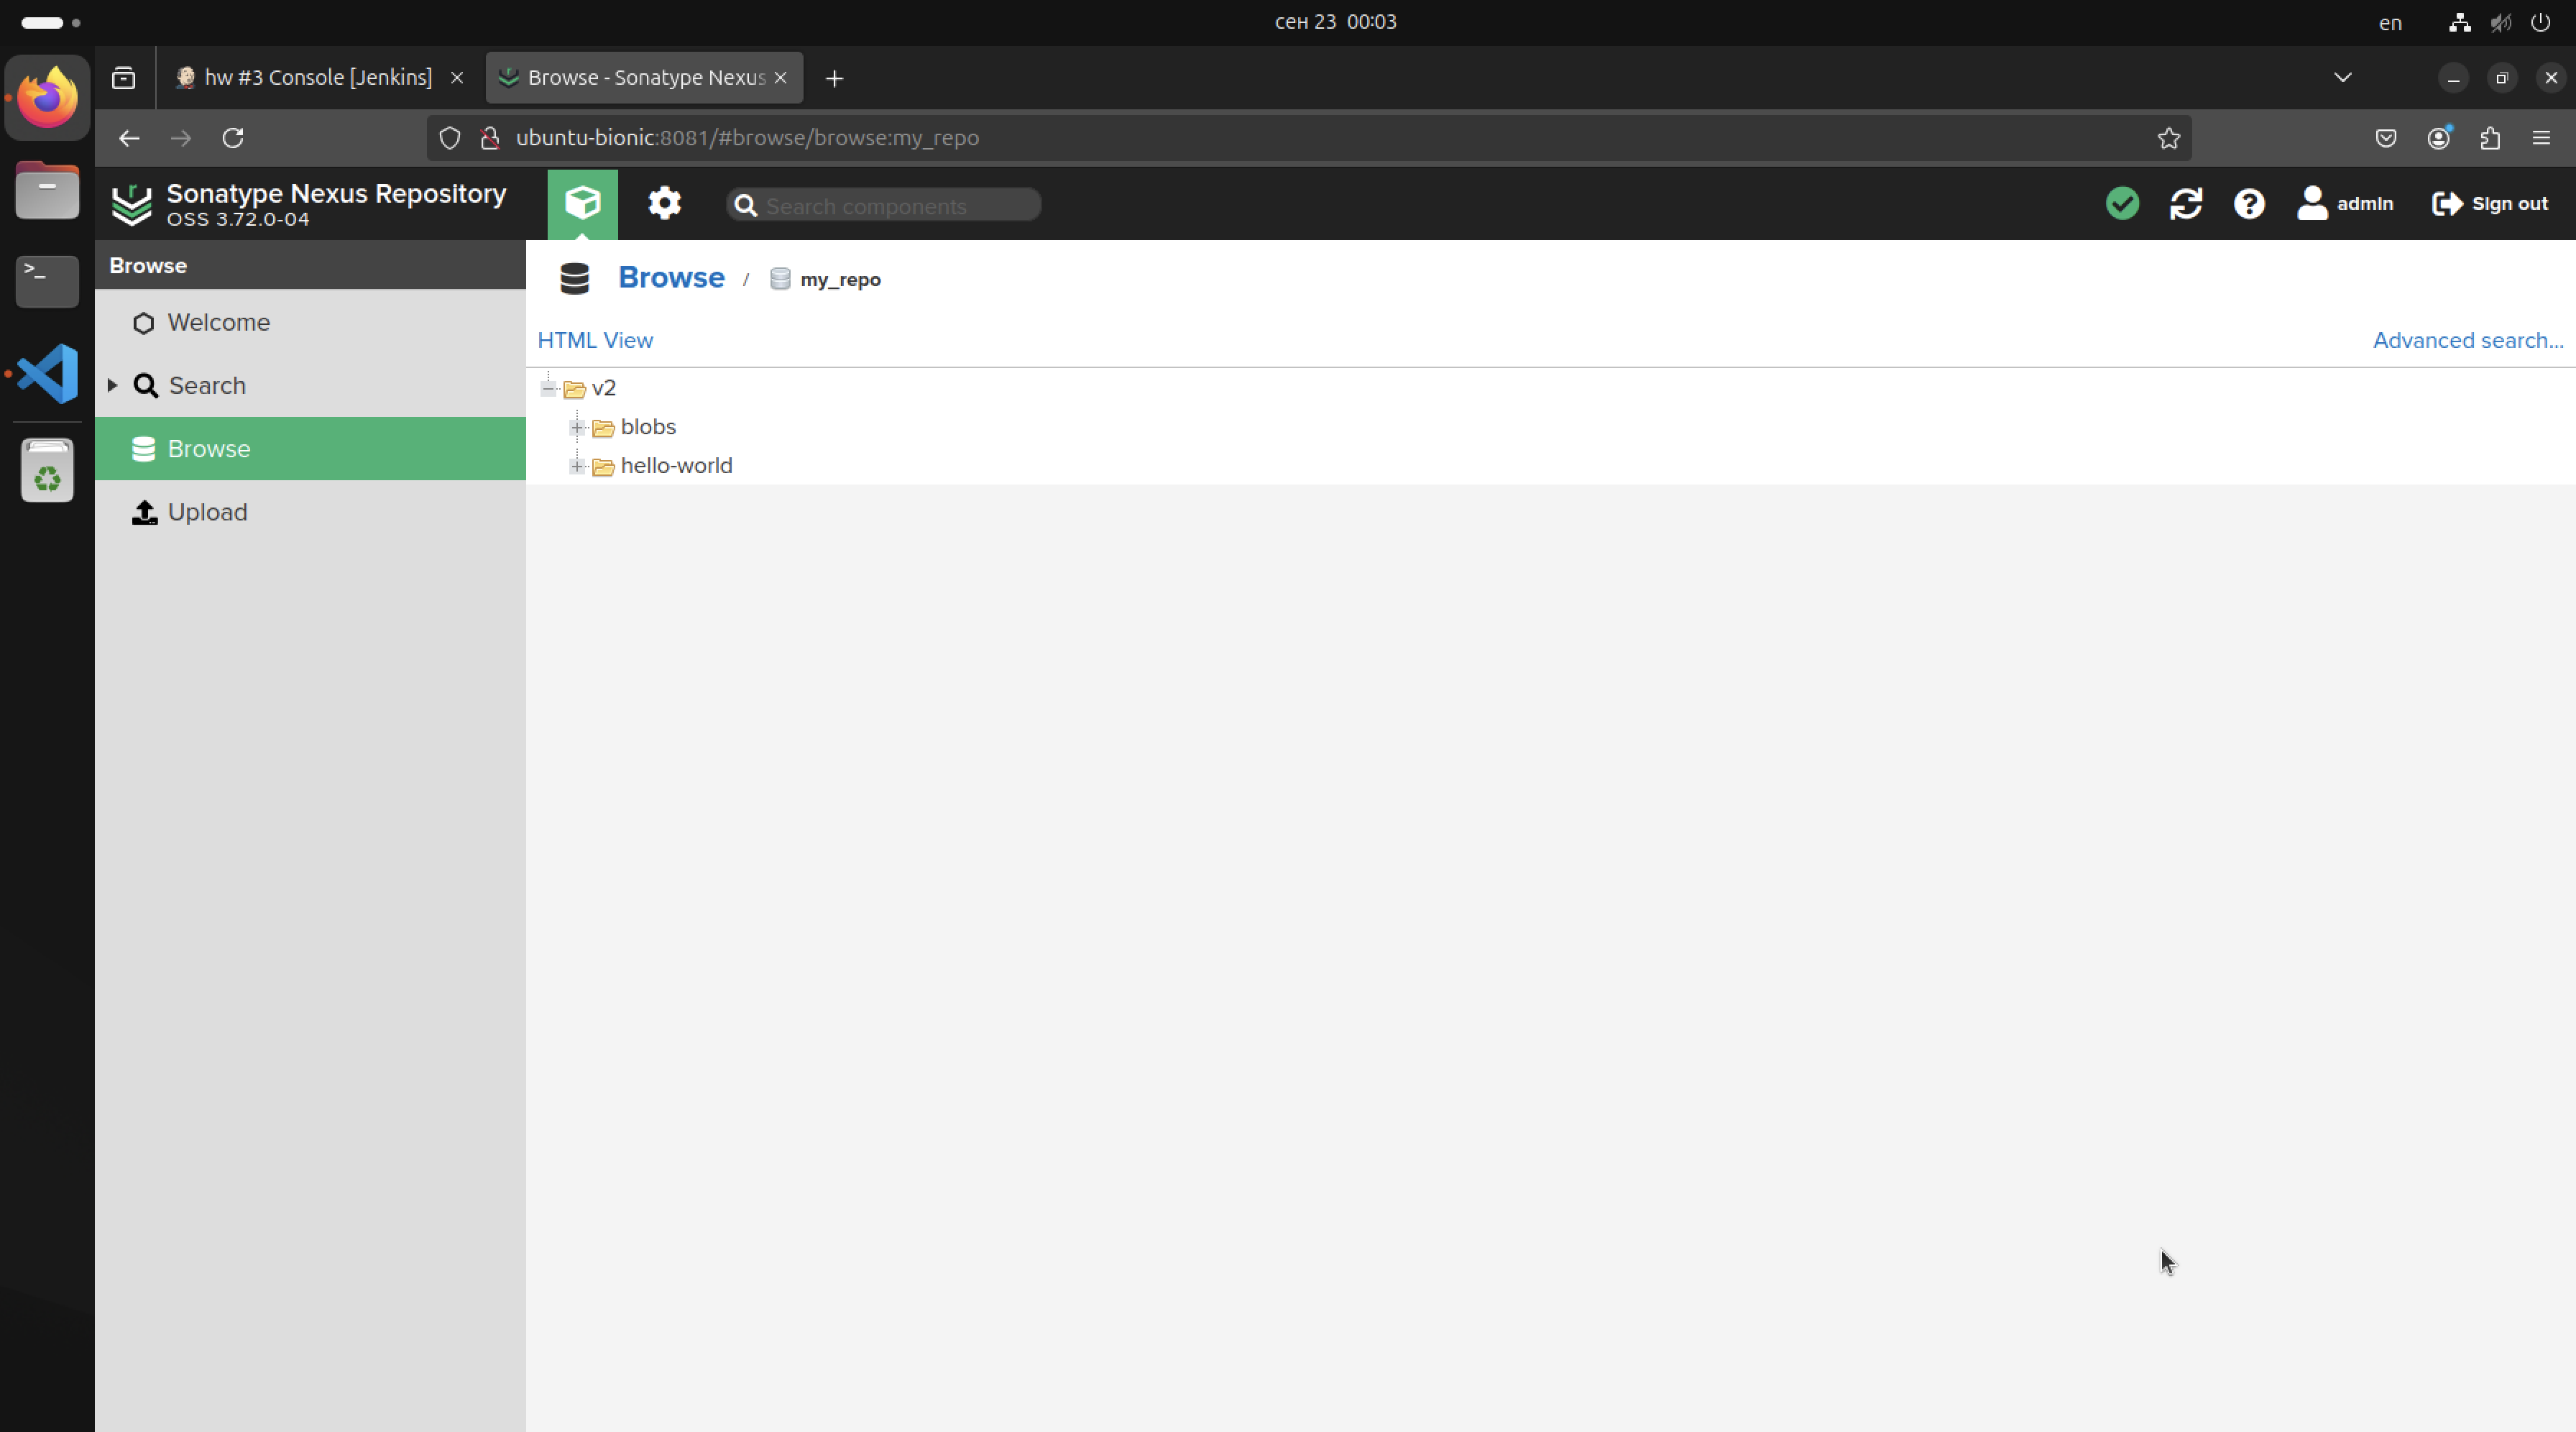 сен 23 00:03
en
hw #3 Console [Jenkins]
Browse - Sonatype Nexus
ubuntu-bionic:8081/#browse/browse:my_repo
Sonatype Nexus Repository
OSS 3.72.0-04
Search components
admin
Sign out
Browse
Welcome
Search
Browse
Upload
Browse / my_repo
HTML View
Advanced search...
v2
blobs
hello-world